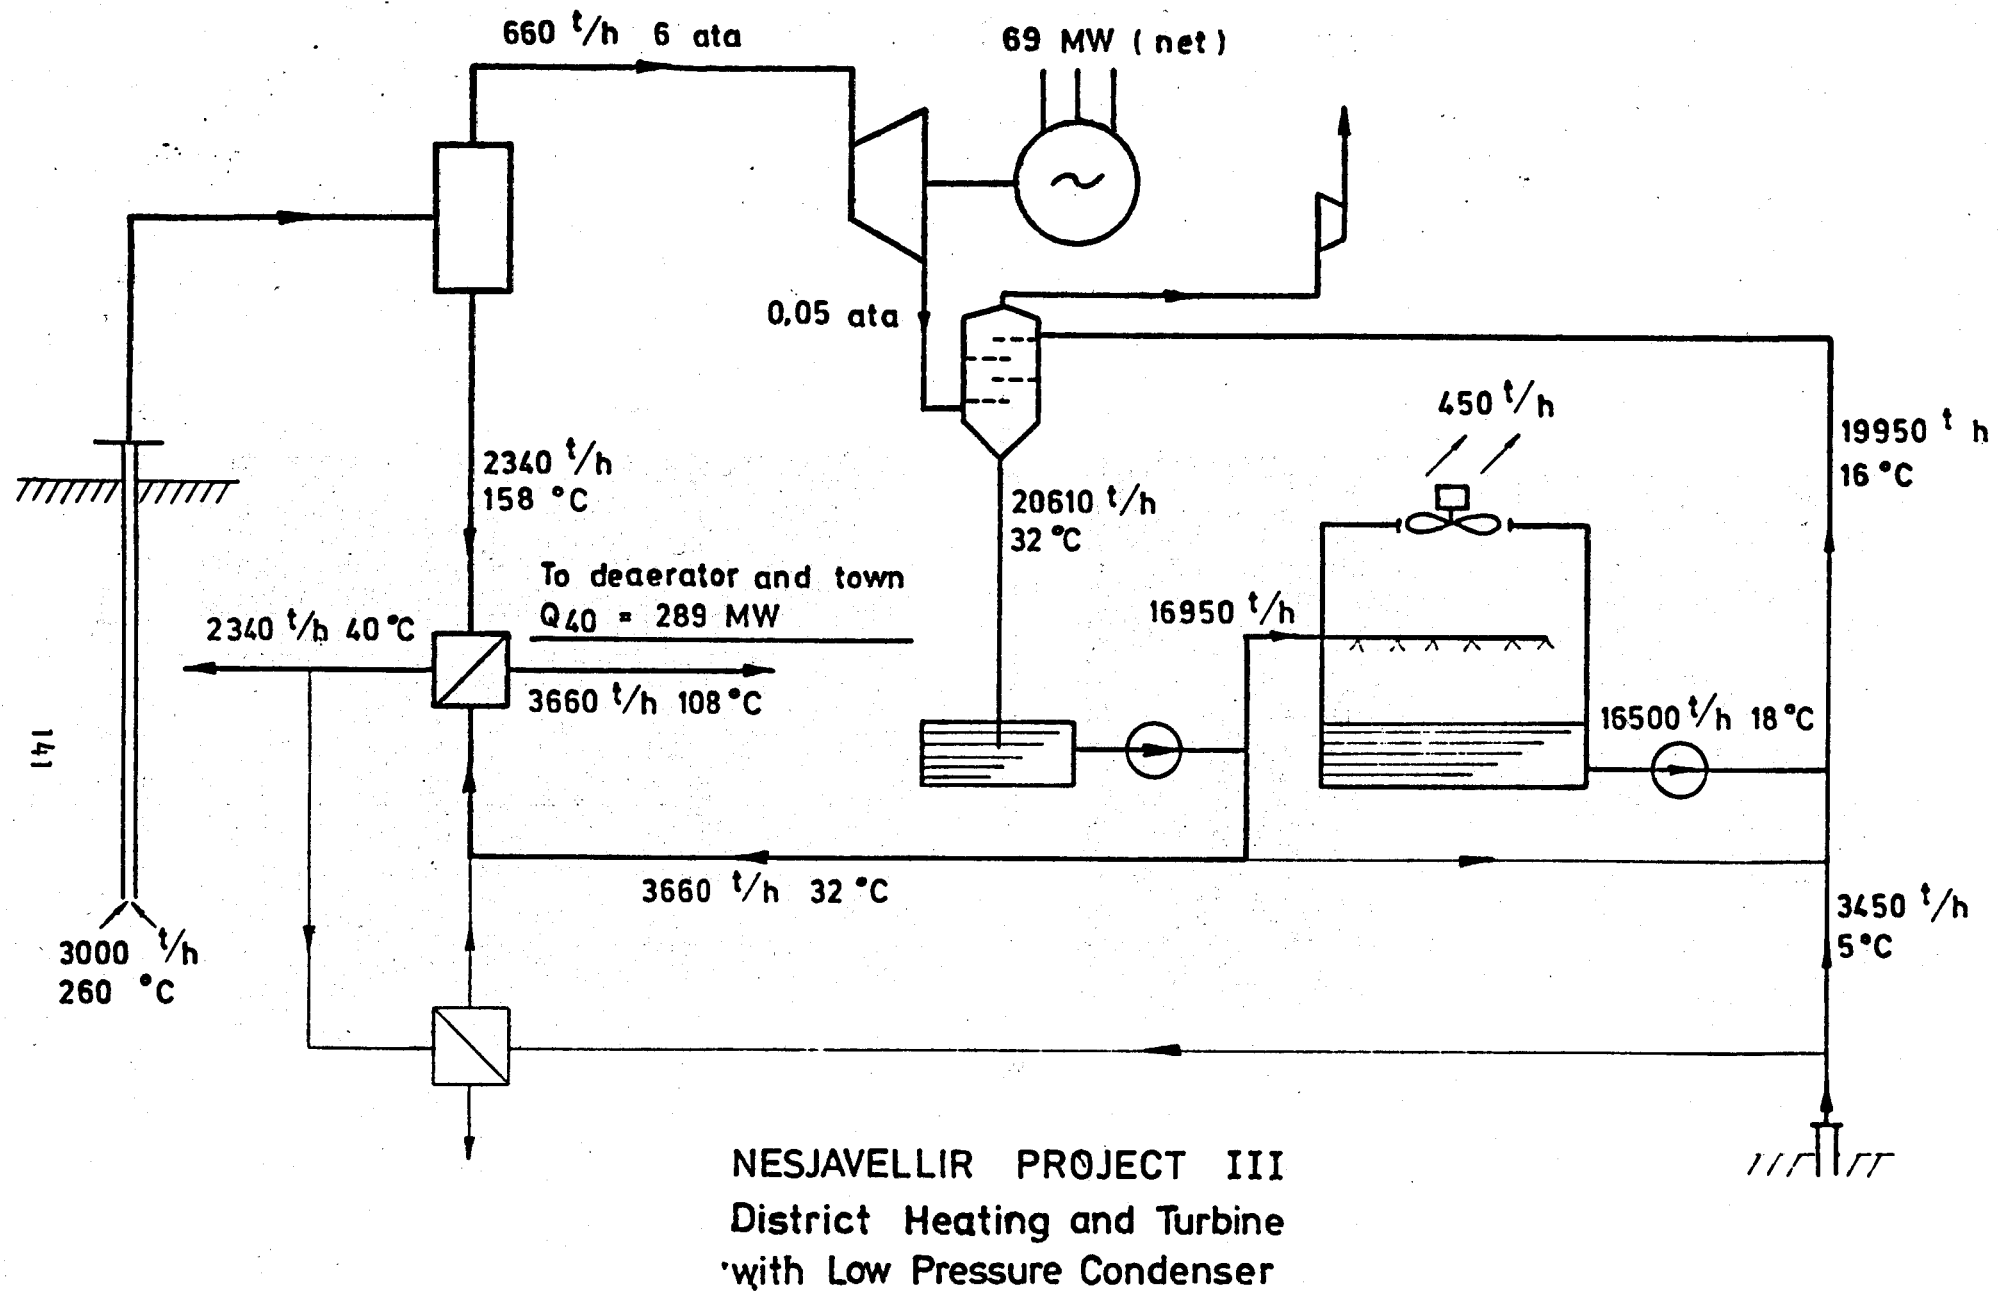 660 t/h 6 ata
69 MW (net)
0,05 ata
450 t/h
19950 t h
16 °C
2340 t/h
158 °C
20610 t/h
32 °C
To deaerator and town
Q40 = 289 MW
16950 t/h
2340 t/h 40 °C
3660 t/h 108 °C
16500 t/h 18 °C
141
3660 t/h 32 °C
3450 t/h
5 °C
3000 t/h
260 °C
NESJAVELLIR PROJECT III
District Heating and Turbine
with Low Pressure Condenser